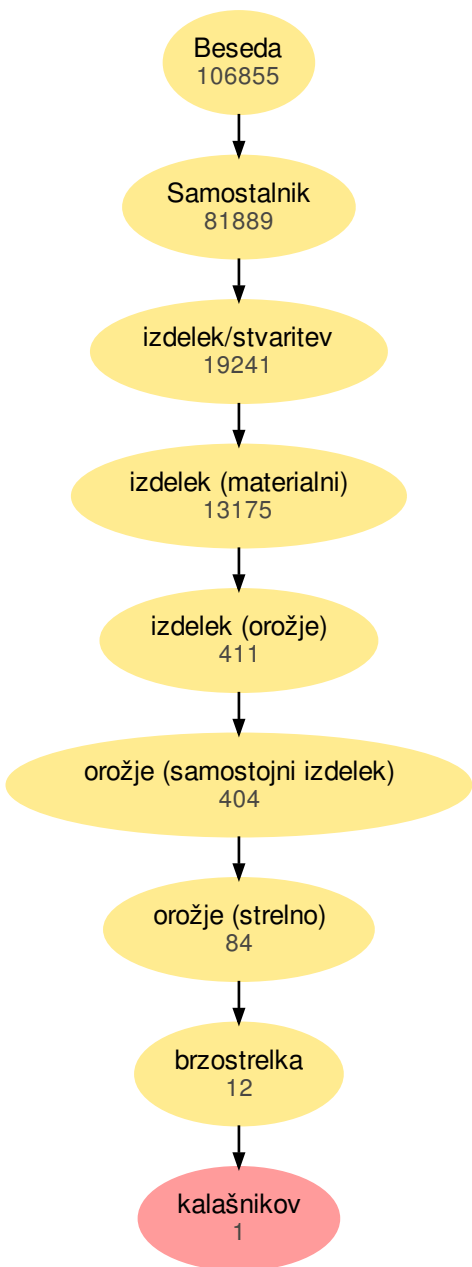 Beseda
106855
Samostalnik
81889
izdelek/stvaritev
19241
izdelek (materialni)
13175
izdelek (orožje)
411
orožje (samostojni izdelek)
404
orožje (strelno)
84
brzostrelka
12
kalašnikov
1